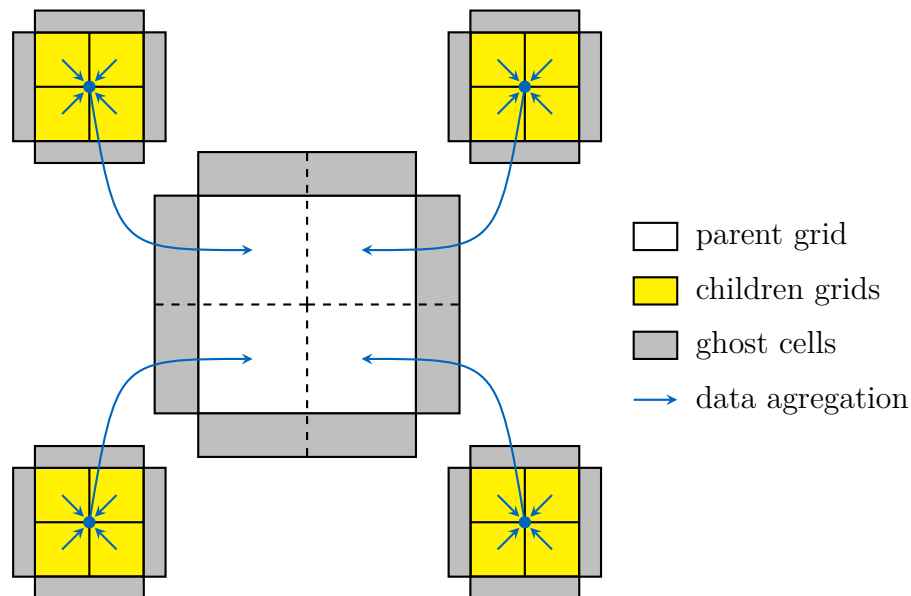 parent grid
children grids
ghost cells
data agregation